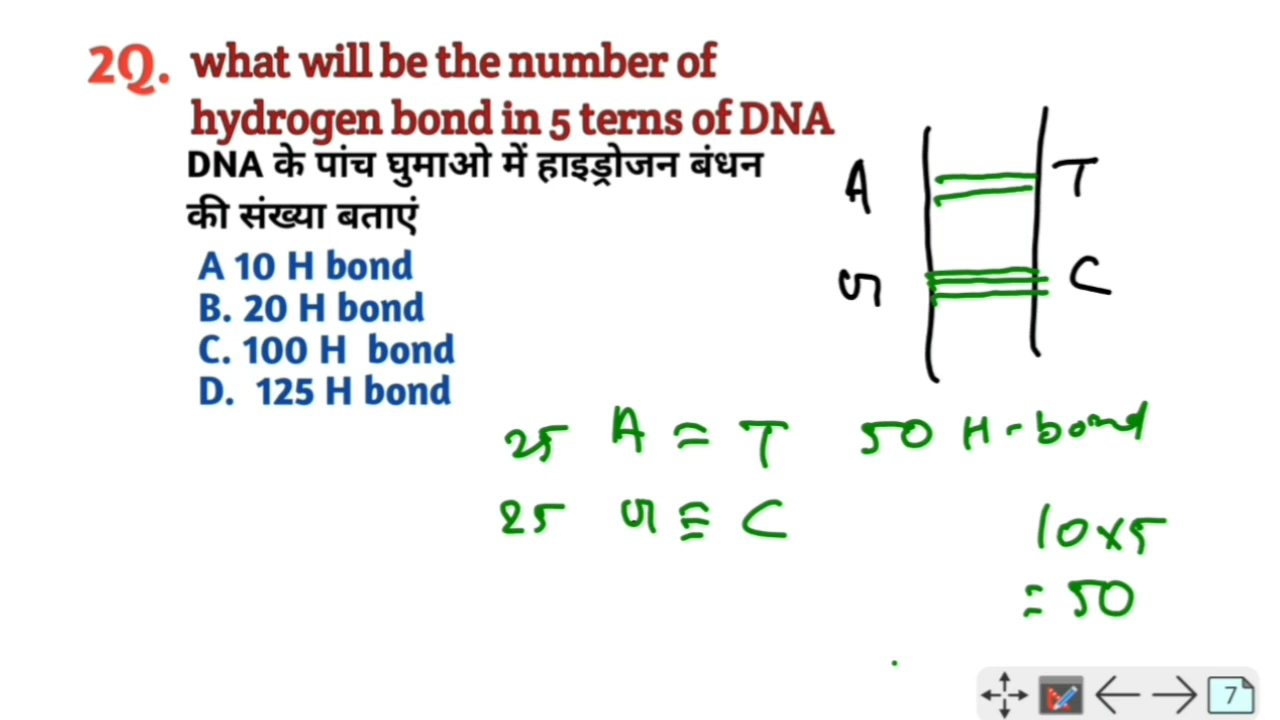 2Q. what will be the number of
hydrogen bond in 5 terns of DNA
DNA के पांच घुमाओ में हाइड्रोजन बंधन
की संख्या बताएं
A 10 H bond
B. 20 H bond
C. 100 H bond
D. 125 H bond
A T
G C
25 A = T 50 H-bond
25 G ≡ C
10×5
= 50
7